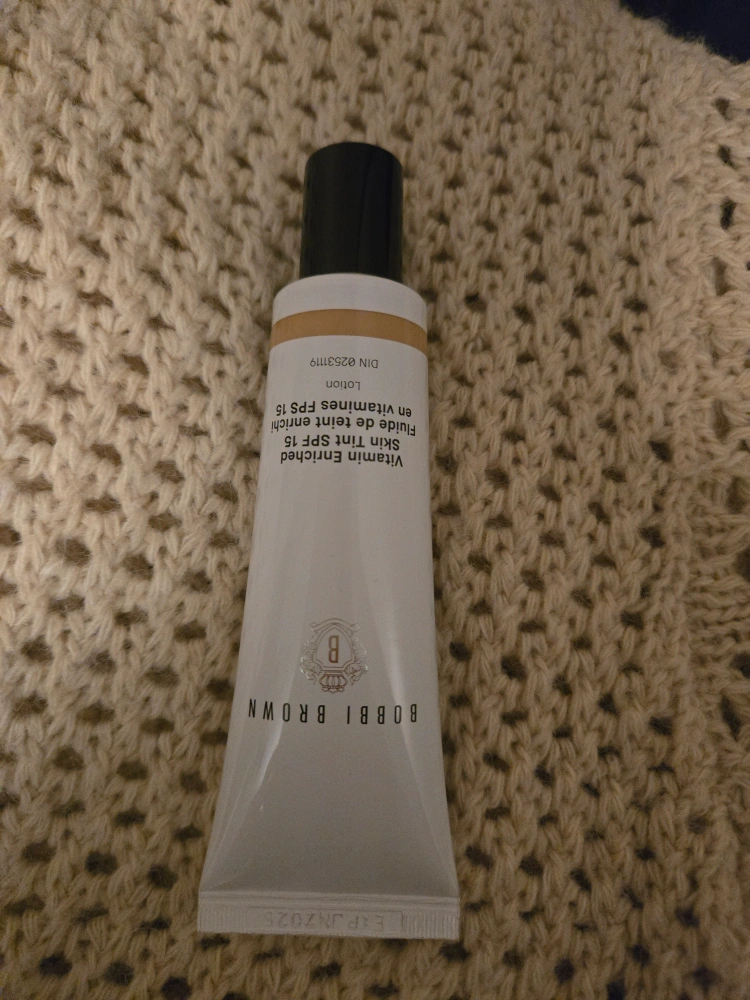 EXP JN2025
BOBBI BROWN
B
Vitamin Enriched
Skin Tint SPF 15
Fluide de teint enrichi
en vitamines FPS 15
Lotion
DIN 02531119